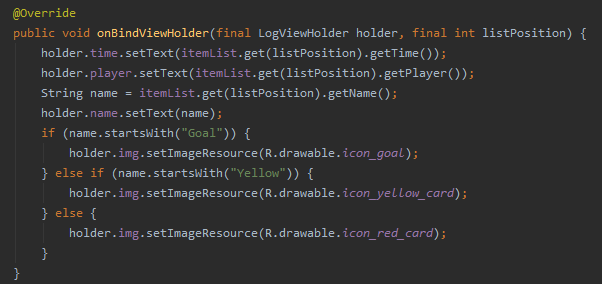 @Override
public void onBindViewHolder(final LogViewHolder holder, final int listPosition) {
    holder.time.setText(itemList.get(listPosition).getTime());
    holder.player.setText(itemList.get(listPosition).getPlayer());
    String name = itemList.get(listPosition).getName();
    holder.name.setText(name);
    if (name.startsWith("Goal")) {
        holder.img.setImageResource(R.drawable.icon_goal);
    } else if (name.startsWith("Yellow")) {
        holder.img.setImageResource(R.drawable.icon_yellow_card);
    } else {
        holder.img.setImageResource(R.drawable.icon_red_card);
    }
}